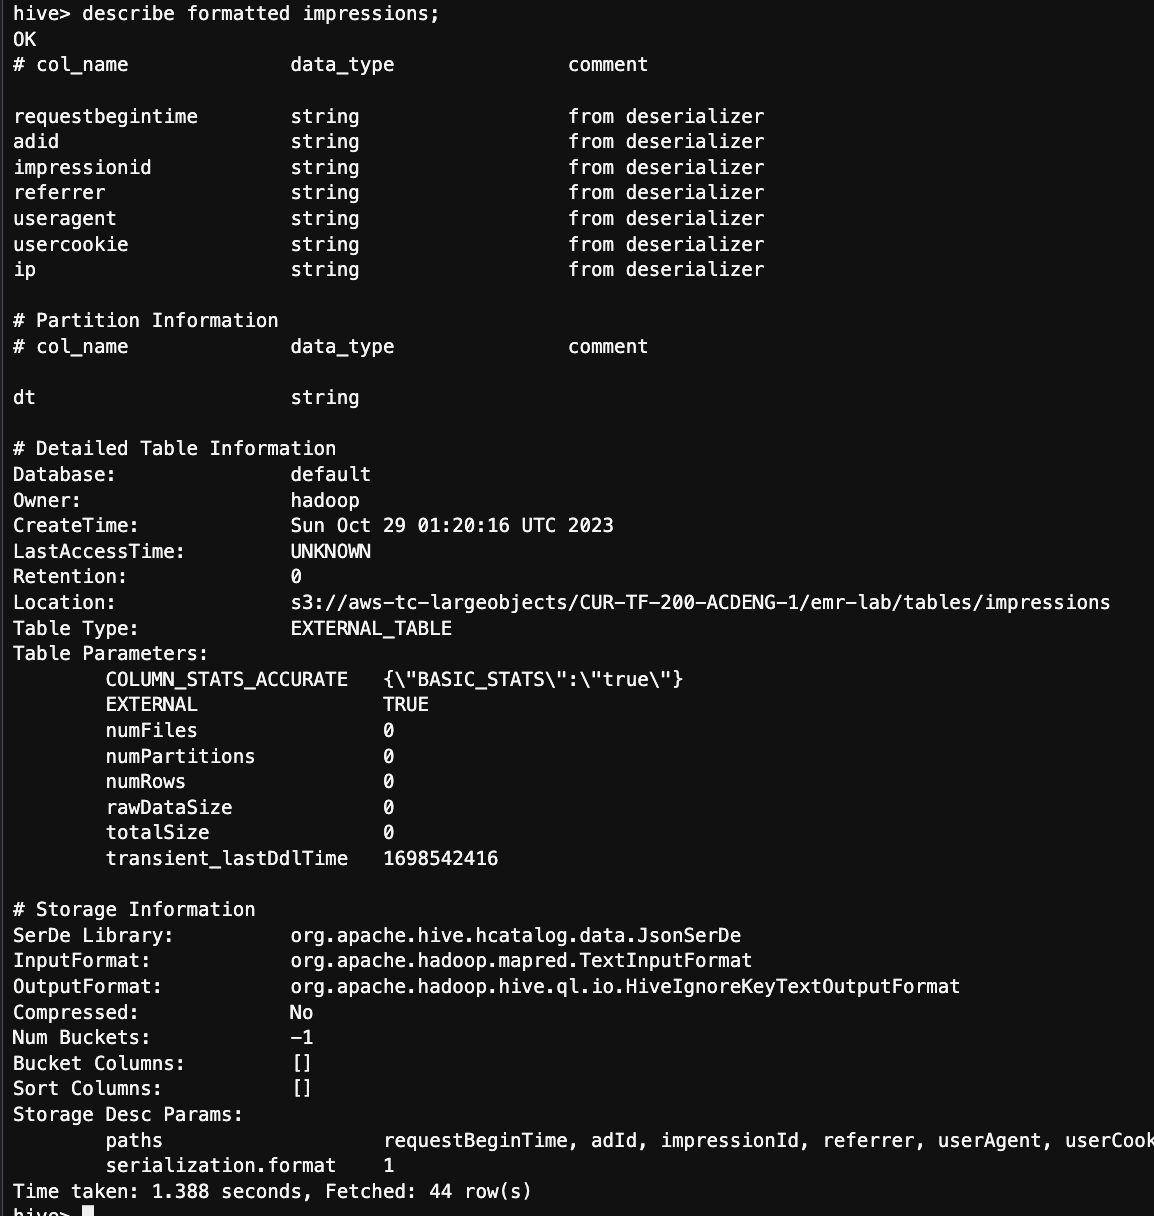 hive> describe formatted impressions;
OK
# col_name data_type comment
requestbegintime string from deserializer
adid string from deserializer
impressionid string from deserializer
referrer string from deserializer
useragent string from deserializer
usercookie string from deserializer
ip string from deserializer
# Partition Information
# col_name data_type comment
dt string
# Detailed Table Information
Database: default
Owner: hadoop
CreateTime: Sun Oct 29 01:20:16 UTC 2023
LastAccessTime: UNKNOWN
Retention: 0
Location: s3://aws-tc-largeobjects/CUR-TF-200-ACDENG-1/emr-lab/tables/impressions
Table Type: EXTERNAL_TABLE
Table Parameters:
COLUMN_STATS_ACCURATE {\"BASIC_STATS\":\"true\"}
EXTERNAL TRUE
numFiles 0
numPartitions 0
numRows 0
rawDataSize 0
totalSize 0
transient_lastDdlTime 1698542416
# Storage Information
SerDe Library: org.apache.hive.hcatalog.data.JsonSerDe
InputFormat: org.apache.hadoop.mapred.TextInputFormat
OutputFormat: org.apache.hadoop.hive.ql.io.HiveIgnoreKeyTextOutputFormat
Compressed: No
Num Buckets: -1
Bucket Columns: []
Sort Columns: []
Storage Desc Params:
paths requestBeginTime, adId, impressionId, referrer, userAgent, userCook
serialization.format 1
Time taken: 1.388 seconds, Fetched: 44 row(s)
hive>